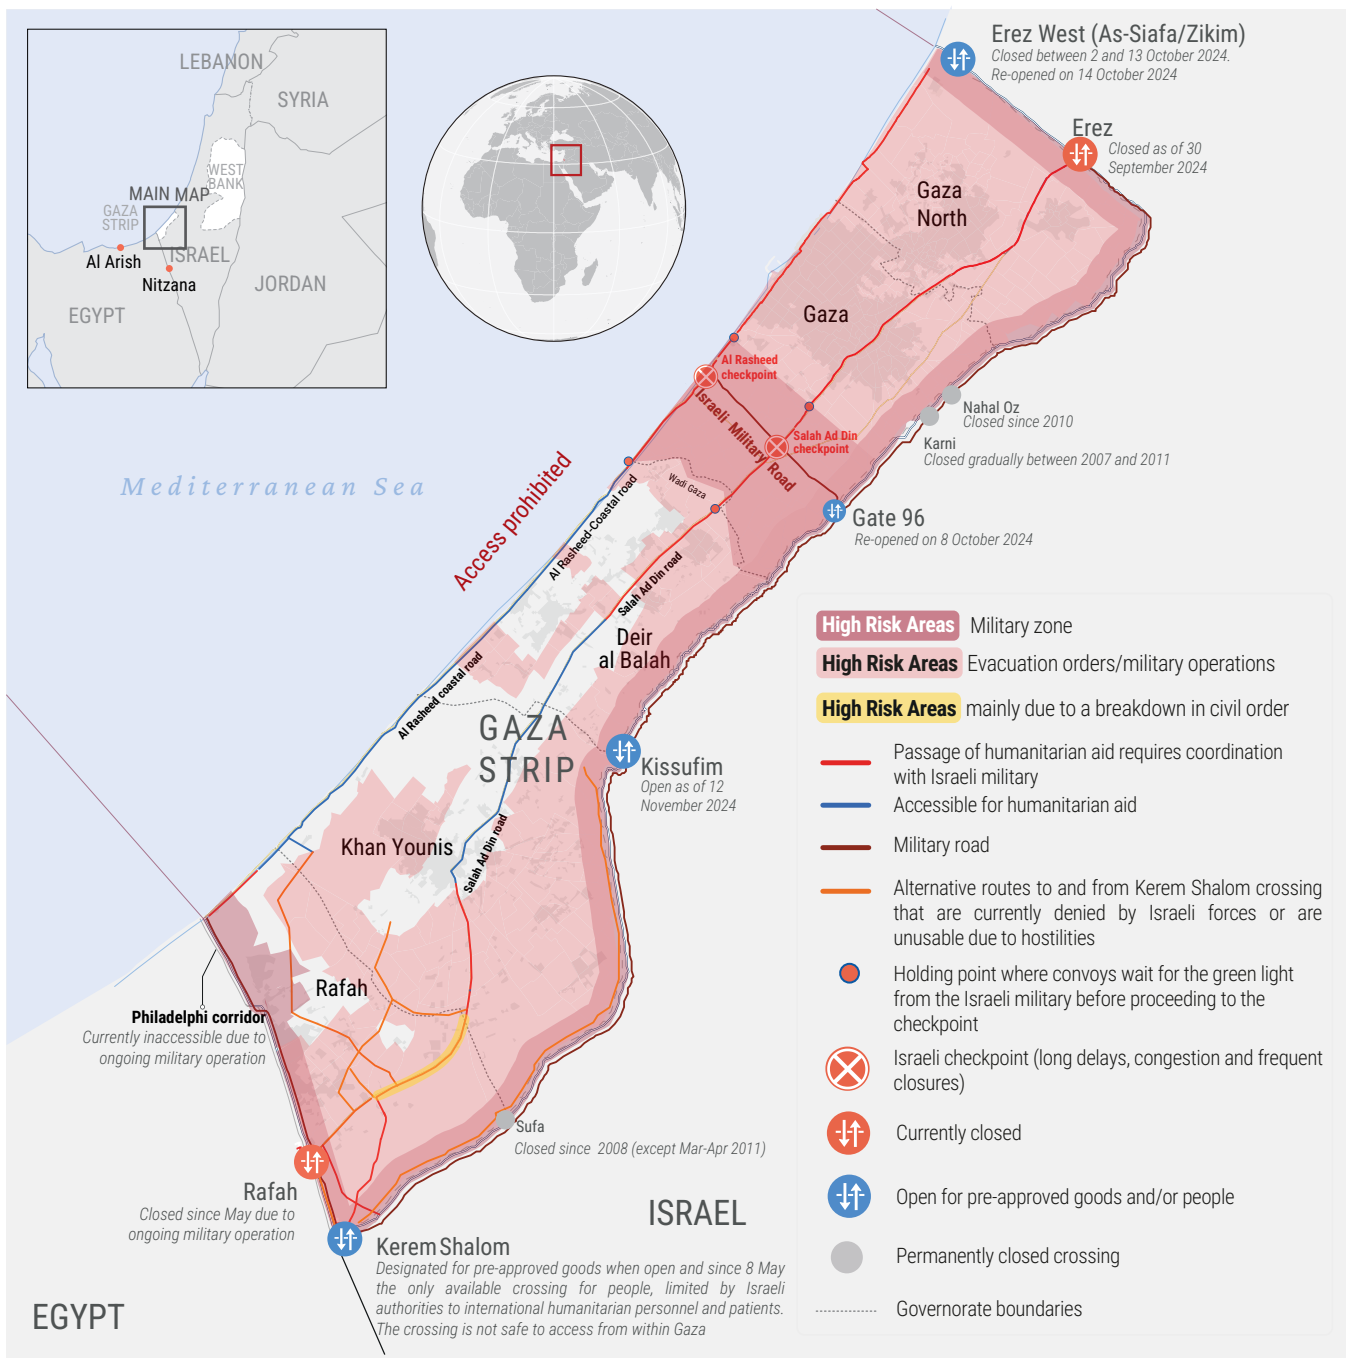 LEBANON
SYRIA
WEST
BANK
MAIN MAP
GAZA
STRIP
ISRAEL
Al Arish
Nitzana
JORDAN
EGYPT
Erez West (As-Siafa/Zikim)
Closed between 2 and 13 October 2024.
Re-opened on 14 October 2024
Erez
Closed as of 30
September 2024
Gaza
North
Gaza
Al Rasheed
checkpoint
Israeli Military Road
Salah Ad Din
checkpoint
Nahal Oz
Closed since 2010
Karni
Closed gradually between 2007 and 2011
Mediterranean Sea
Access prohibited
Wadi Gaza
Al Rasheed-Coastal road
Gate 96
Re-opened on 8 October 2024
Salah Ad Din road
Deir
al Balah
Al Rasheed coastal road
GAZA
STRIP
Kissufim
Open as of 12
November 2024
Khan Younis
Salah Ad Din road
Rafah
Philadelphi corridor
Currently inaccessible due to
ongoing military operation
Sufa
Closed since 2008 (except Mar-Apr 2011)
Rafah
Closed since May due to
ongoing military operation
ISRAEL
Kerem Shalom
Designated for pre-approved goods when open and since 8 May
the only available crossing for people, limited by Israeli
authorities to international humanitarian personnel and patients.
The crossing is not safe to access from within Gaza
EGYPT
High Risk Areas Military zone
High Risk Areas Evacuation orders/military operations
High Risk Areas mainly due to a breakdown in civil order
Passage of humanitarian aid requires coordination
with Israeli military
Accessible for humanitarian aid
Military road
Alternative routes to and from Kerem Shalom crossing
that are currently denied by Israeli forces or are
unusable due to hostilities
Holding point where convoys wait for the green light
from the Israeli military before proceeding to the
checkpoint
Israeli checkpoint (long delays, congestion and frequent
closures)
Currently closed
Open for pre-approved goods and/or people
Permanently closed crossing
Governorate boundaries